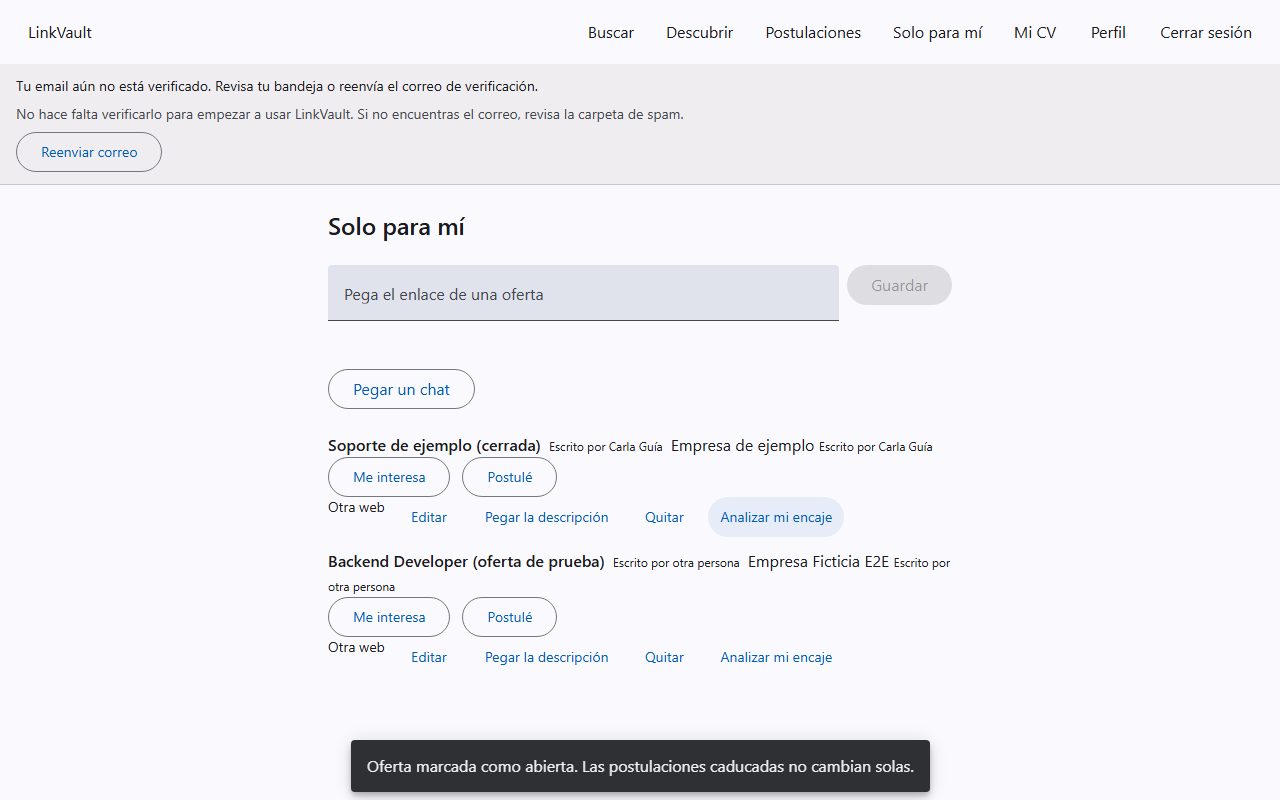 LinkVault
Buscar Descubrir Postulaciones Solo para mí Mi CV Perfil Cerrar sesión
Tu email aún no está verificado. Revisa tu bandeja o reenvía el correo de verificación.
No hace falta verificarlo para empezar a usar LinkVault. Si no encuentras el correo, revisa la carpeta de spam.
Reenviar correo
Solo para mí
Pega el enlace de una oferta
Guardar
Pegar un chat
Soporte de ejemplo (cerrada) Escrito por Carla Guía Empresa de ejemplo Escrito por Carla Guía
Me interesa Postulé
Otra web Editar Pegar la descripción Quitar Analizar mi encaje
Backend Developer (oferta de prueba) Escrito por otra persona Empresa Ficticia E2E Escrito por
otra persona
Me interesa Postulé
Otra web Editar Pegar la descripción Quitar Analizar mi encaje
Oferta marcada como abierta. Las postulaciones caducadas no cambian solas.